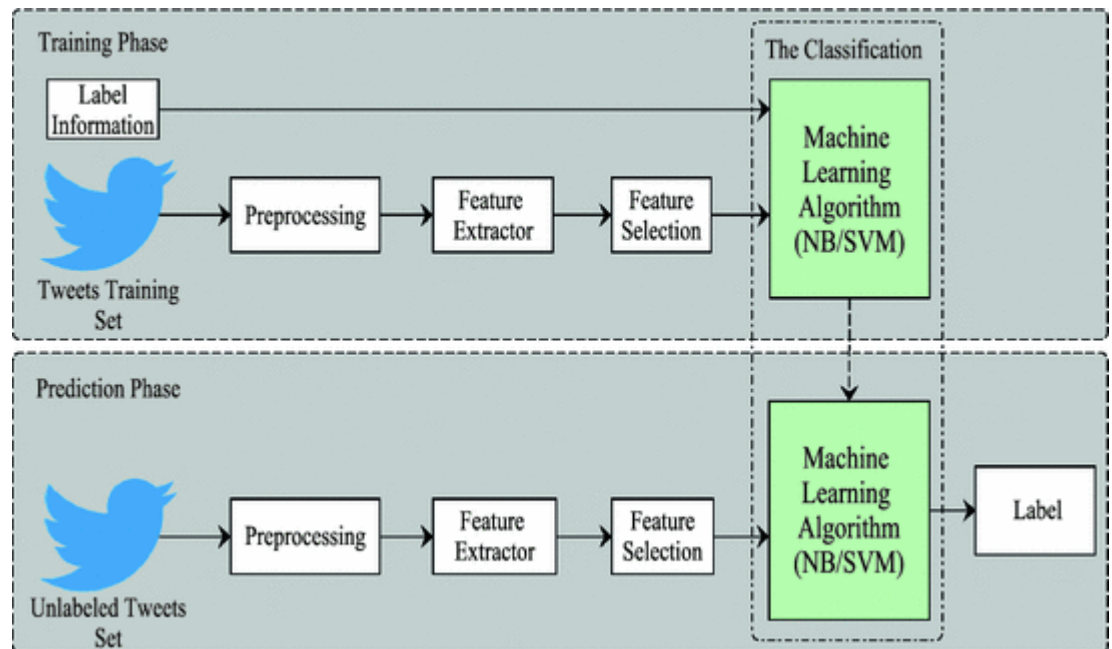 Training Phase
The Classification
Label
Information
Machine
Learning
Algorithm
(NB/SVM)
Preprocessing
Feature
Extractor
Feature
Selection
Tweets Training
Set
Prediction Phase
Machine
Learning
Algorithm
(NB/SVM)
Preprocessing
Feature
Extractor
Feature
Selection
Label
Unlabeled Tweets
Set